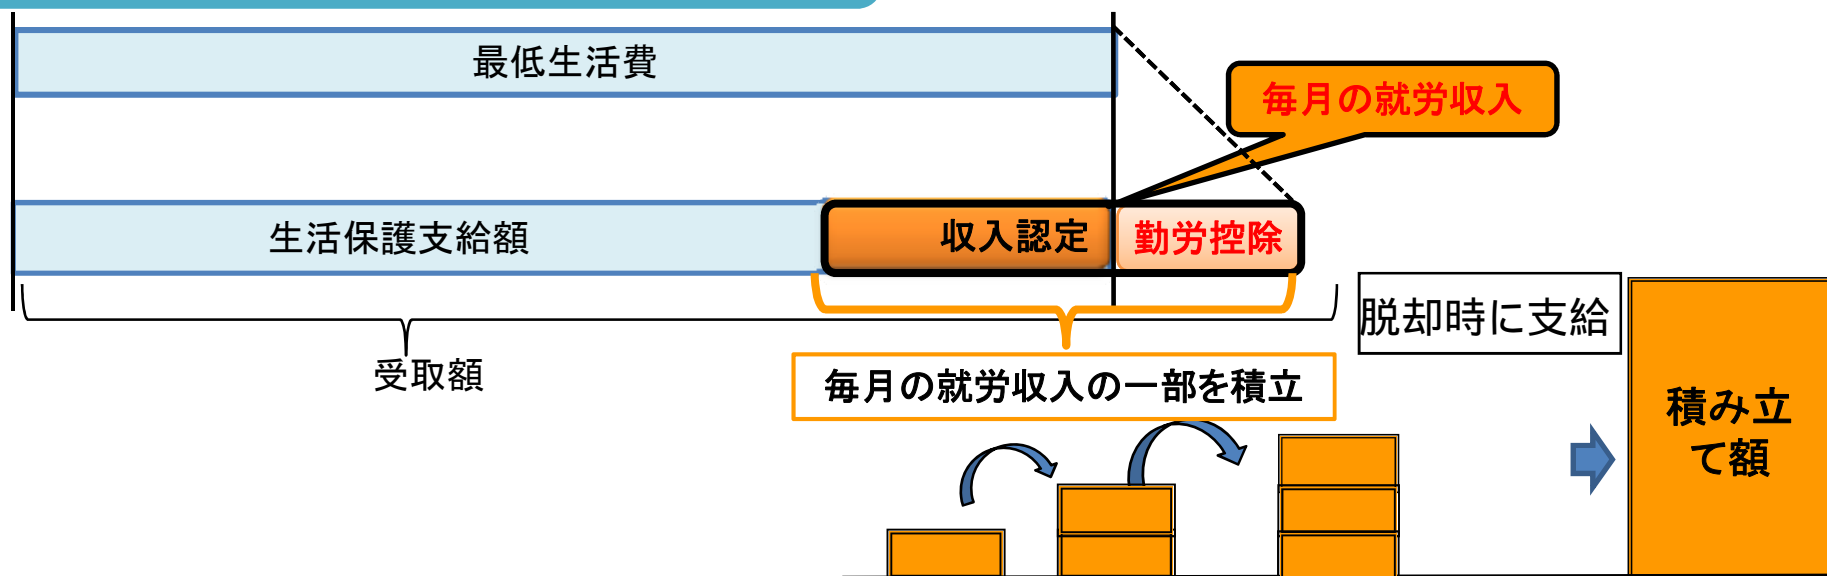 最低生活費
毎月の就労収入
生活保護支給額
収入認定
勤労控除
脱却時に支給
受取額
毎月の就労収入の一部を積立
積み立
て額